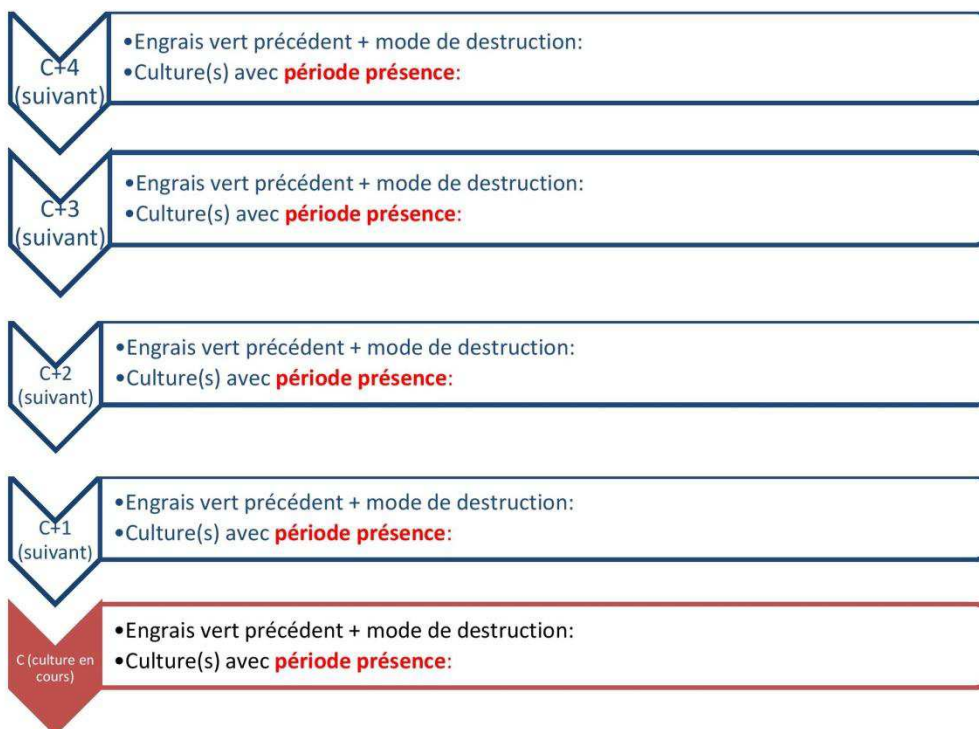 C+4
(suivant)
•Engrais vert précédent + mode de destruction:
•Culture(s) avec période présence:
C+3
(suivant)
•Engrais vert précédent + mode de destruction:
•Culture(s) avec période présence:
C+2
(suivant)
•Engrais vert précédent + mode de destruction:
•Culture(s) avec période présence:
C+1
(suivant)
•Engrais vert précédent + mode de destruction:
•Culture(s) avec période présence:
C (culture en
cours)
•Engrais vert précédent + mode de destruction:
•Culture(s) avec période présence: